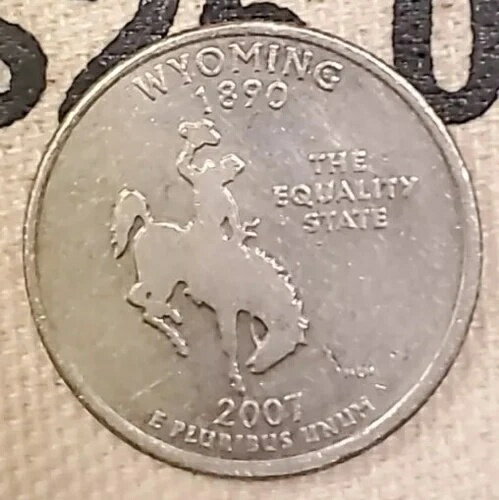 WYOMING
1890
THE
EQUALITY
STATE
2007
E PLURIBUS UNUM